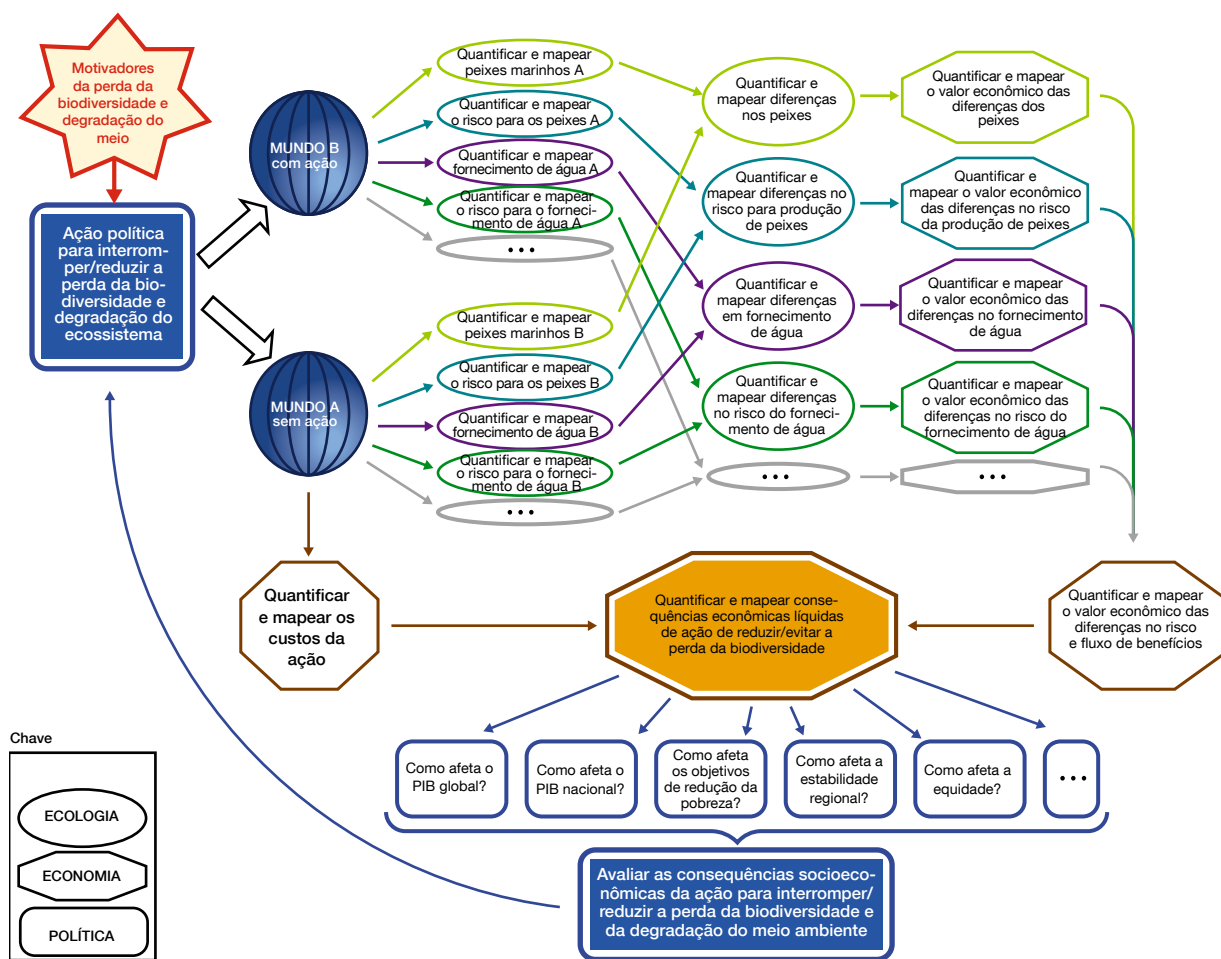 Motivadores
da perda da
biodiversidade e
degradação do
meio
Ação política
para interrom-
per/reduzir a
perda da bio-
diversidade e
degradação do
ecossistema
MUNDO B
com ação
MUNDO A
sem ação
Quantificar e mapear
peixes marinhos A
Quantificar e mapear
o risco para os peixes A
Quantificar e mapear
fornecimento de água A
Quantificar e mapear
o risco para o forneci-
mento de água A
...
Quantificar e mapear
peixes marinhos B
Quantificar e mapear
o risco para os peixes B
Quantificar e mapear
fornecimento de água B
Quantificar e mapear
o risco para o forneci-
mento de água B
...
Quantificar e
mapear diferenças
nos peixes
Quantificar e
mapear diferenças no
risco para produção
de peixes
Quantificar e
mapear diferenças
em fornecimento
de água
Quantificar e
mapear diferenças
no risco do forneci-
mento de água
...
Quantificar e mapear
o valor econômico das
diferenças dos
peixes
Quantificar e
mapear o valor econômico
das diferenças no risco
da produção de peixes
Quantificar e mapear
o valor econômico das
diferenças no fornecimento
de água
Quantificar e mapear
o valor econômico das
diferenças no risco do
fornecimento de água
...
Quantificar
e mapear os
custos da
ação
Quantificar e mapear conse-
quências econômicas líquidas
de ação de reduzir/evitar a
perda da biodiversidade
Quantificar e mapear
o valor econômico das
diferenças no risco
e fluxo de benefícios
Como afeta o
PIB global?
Como afeta o
PIB nacional?
Como afeta
os objetivos
de redução da
pobreza?
Como afeta a
estabilidade
regional?
Como afeta a
equidade?
...
Avaliar as consequências socioeco-
nômicas da ação para interromper/
reduzir a perda da biodiversidade e
da degradação do meio ambiente
Chave
ECOLOGIA
ECONOMIA
POLÍTICA